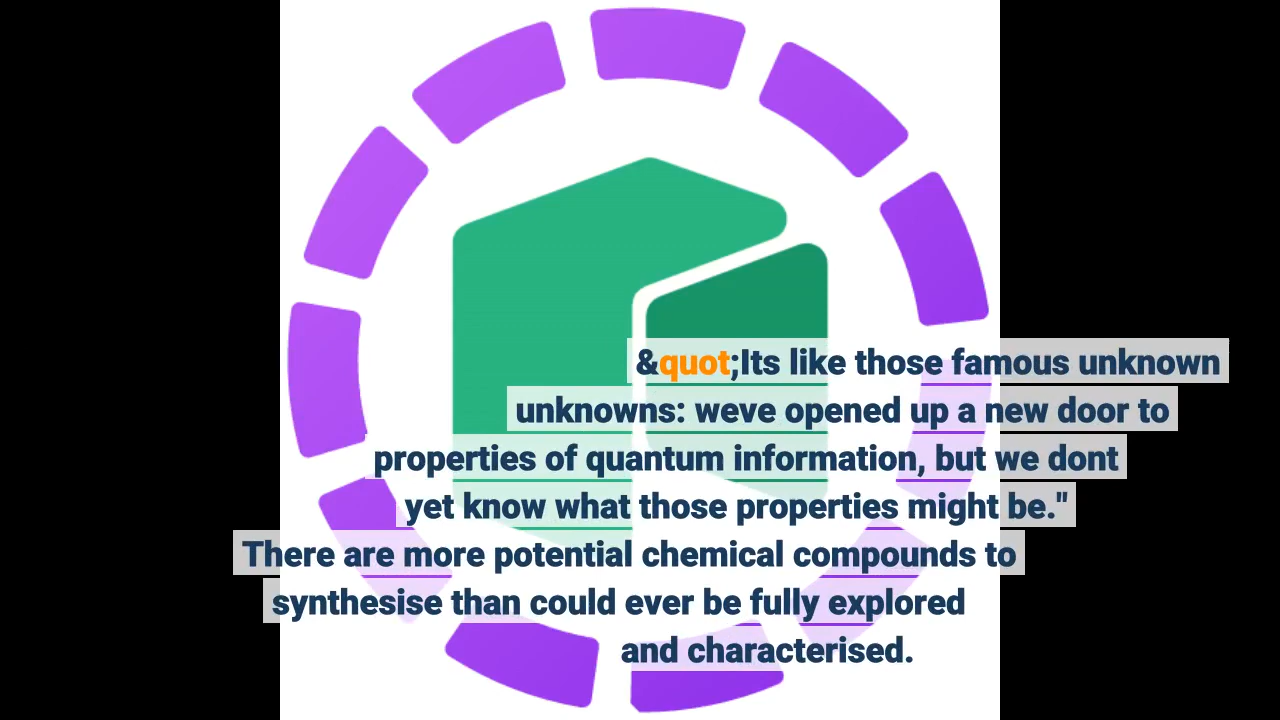 &quot;Its like those famous unknown
unknowns: weve opened up a new door to
properties of quantum information, but we dont
yet know what those properties might be."
There are more potential chemical compounds to
synthesise than could ever be fully explored
and characterised.